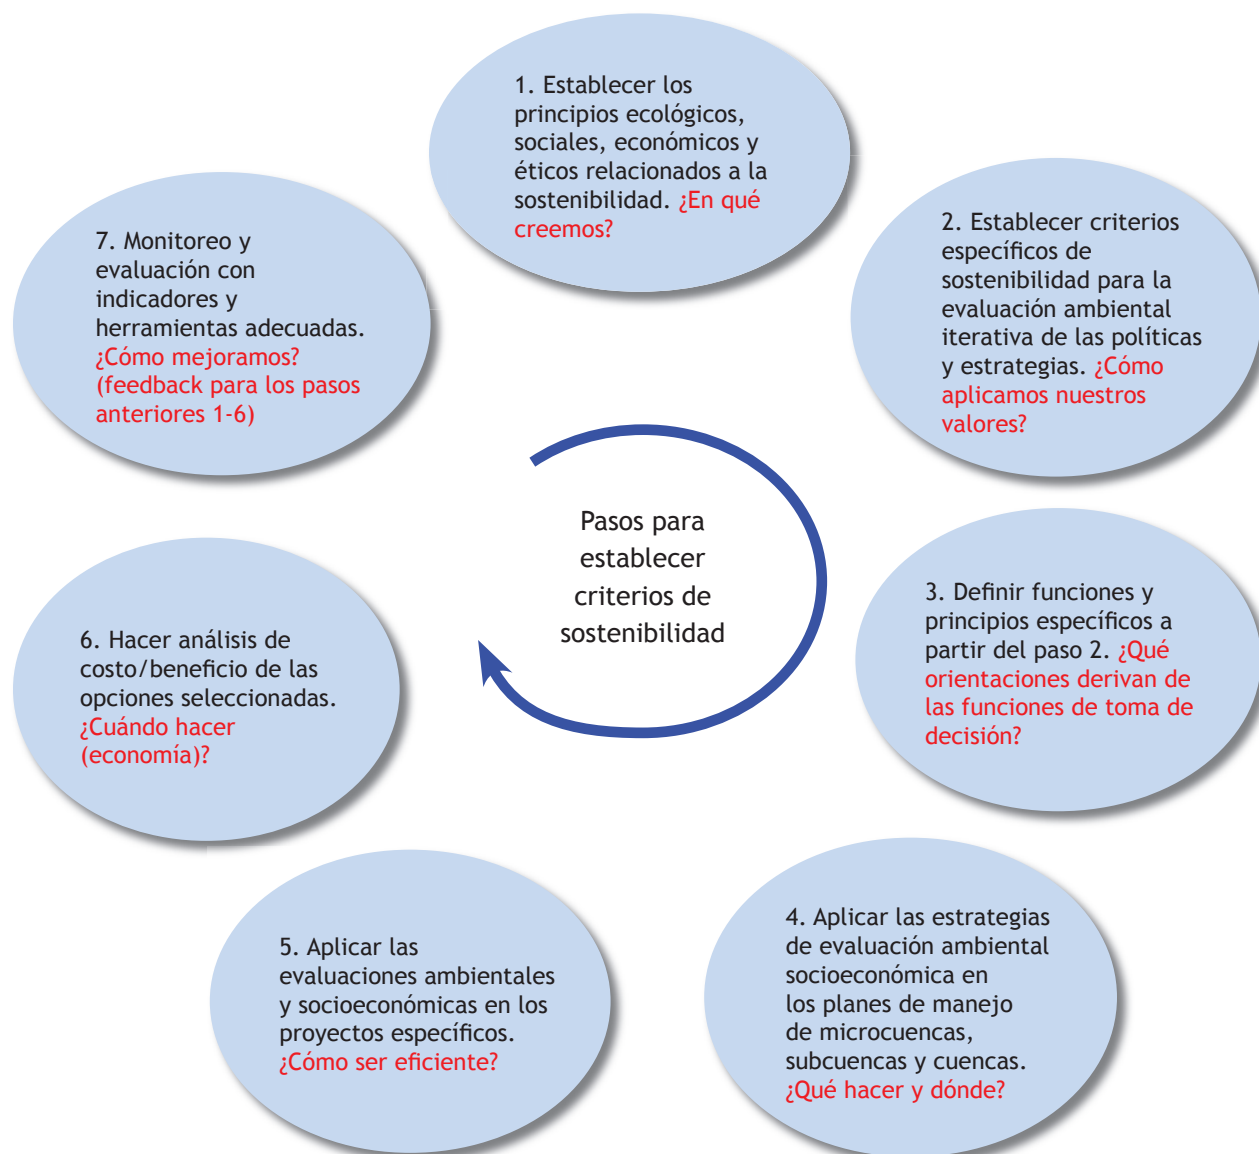 1. Establecer los
principios ecológicos,
sociales, económicos y
éticos relacionados a la
sostenibilidad. ¿En qué
creemos?
2. Establecer criterios
específicos de
sostenibilidad para la
evaluación ambiental
iterativa de las políticas
y estrategias. ¿Cómo
aplicamos nuestros
valores?
3. Definir funciones y
principios específicos a
partir del paso 2. ¿Qué
orientaciones derivan de
las funciones de toma de
decisión?
4. Aplicar las estrategias
de evaluación ambiental
socioeconómica en
los planes de manejo
de microcuencas,
subcuencas y cuencas.
¿Qué hacer y dónde?
5. Aplicar las
evaluaciones ambientales
y socioeconómicas en los
proyectos específicos.
¿Cómo ser eficiente?
6. Hacer análisis de
costo/beneficio de las
opciones seleccionadas.
¿Cuándo hacer
(economía)?
7. Monitoreo y
evaluación con
indicadores y
herramientas adecuadas.
¿Cómo mejoramos?
(feedback para los pasos
anteriores 1-6)
Pasos para
establecer
criterios de
sostenibilidad